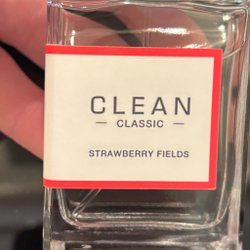 CLEAN
— CLASSIC —
STRAWBERRY FIELDS